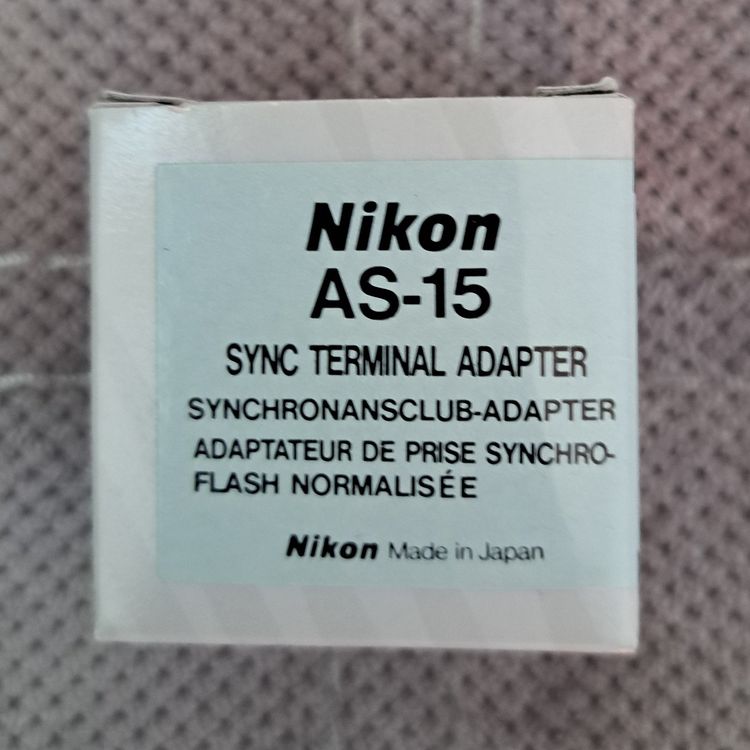 Nikon
AS-15
SYNC TERMINAL ADAPTER
SYNCHRONANSCLUB-ADAPTER
ADAPTATEUR DE PRISE SYNCHRO-
FLASH NORMALISÉE
Nikon Made in Japan